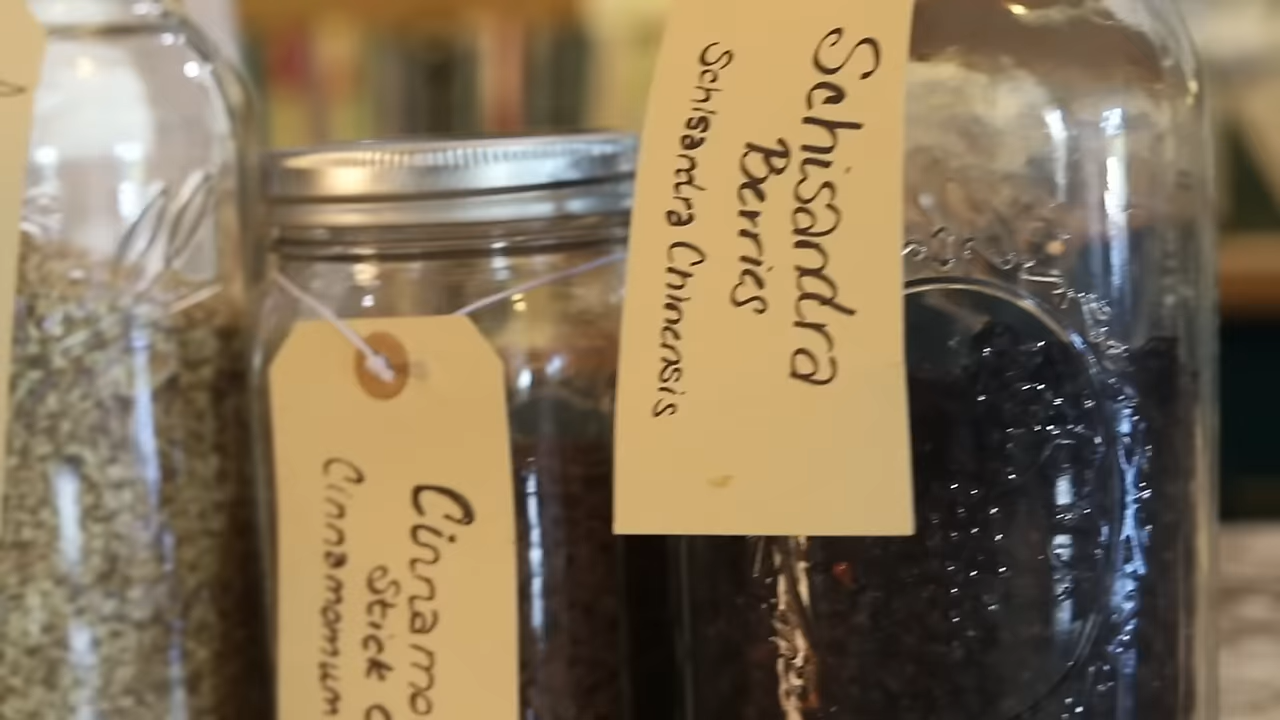 Schisandra
Berries
Schisandra Chinensis
Cinnamo
Stick
Cinnamomum